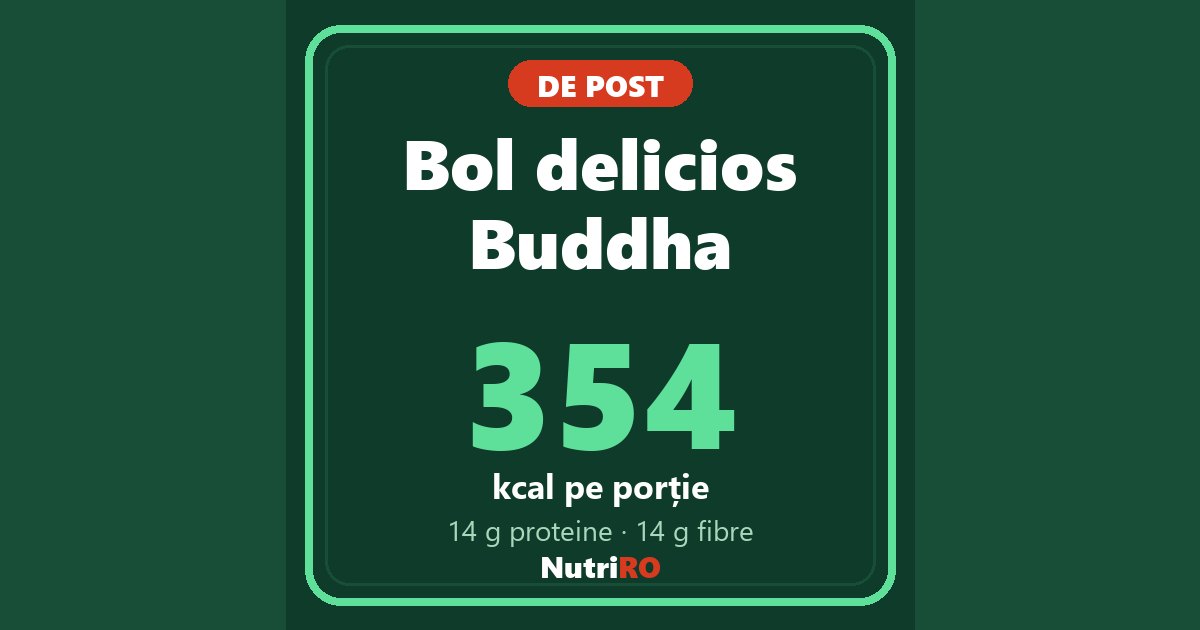 DE POST
Bol delicios
Buddha
354
kcal pe porție
14 g proteine · 14 g fibre
NutriRO